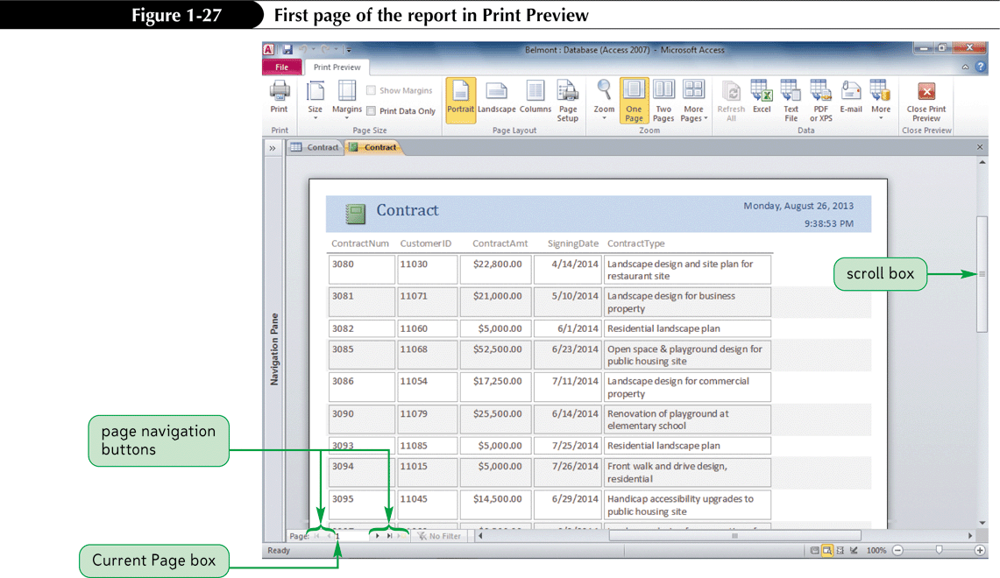 Figure 1-27 First page of the report in Print Preview
Belmont : Database (Access 2007) - Microsoft Access
File Print Preview
Print Size Margins Show Margins Print Data Only
Portrait Landscape Columns Page Setup
Zoom One Page Two Pages More Pages
Refresh All Excel Text File PDF or XPS E-mail More
Close Print Preview
Print Page Size Page Layout Zoom Data Close Preview
» Contract Contract
Navigation Pane
Contract
Monday, August 26, 2013
9:38:53 PM
ContractNum CustomerID ContractAmt SigningDate ContractType
3080 11030 $22,800.00 4/14/2014 Landscape design and site plan for
restaurant site
3081 11071 $21,000.00 5/10/2014 Landscape design for business
property
3082 11060 $5,000.00 6/1/2014 Residential landscape plan
3085 11068 $52,500.00 6/23/2014 Open space & playground design for
public housing site
3086 11054 $17,250.00 7/11/2014 Landscape design for commercial
property
3090 11079 $25,500.00 6/14/2014 Renovation of playground at
elementary school
3093 11085 $5,000.00 7/25/2014 Residential landscape plan
3094 11015 $5,000.00 7/26/2014 Front walk and drive design,
residential
3095 11045 $14,500.00 6/29/2014 Handicap accessibility upgrades to
public housing site
scroll box
page navigation
buttons
Page: 1 No Filter
Ready 100%
Current Page box